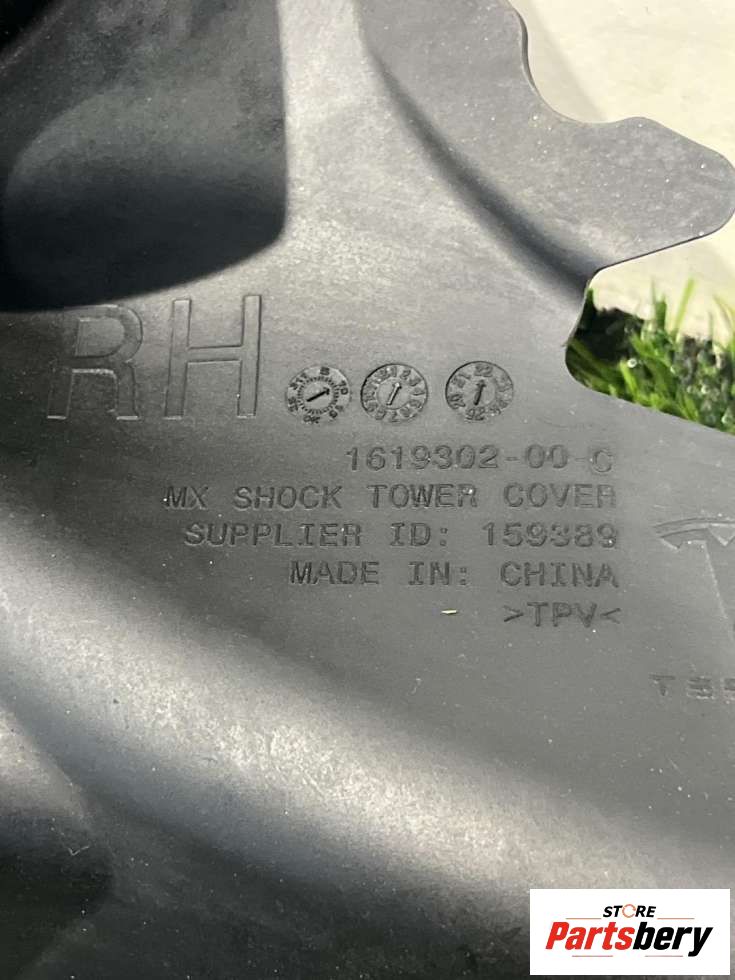 RH
1619302-00-C
MX SHOCK TOWER COVER
SUPPLIER ID: 159389
MADE IN: CHINA
>TPV<
STORE
Partsbery